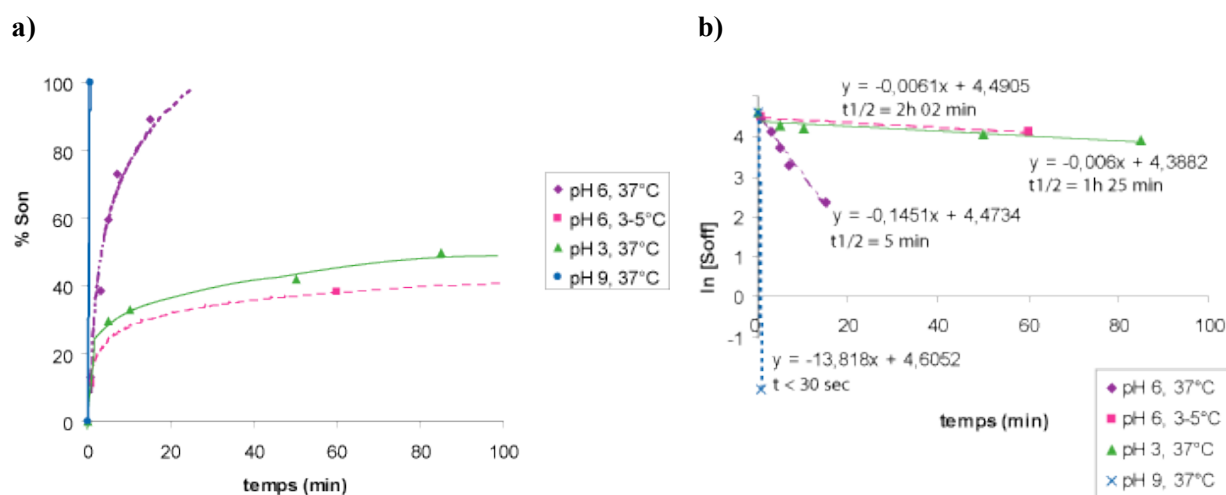 a)
% Son
100
80
60
40
20
0
0 20 40 60 80 100
temps (min)
pH 6, 37°C
pH 6, 3-5°C
pH 3, 37°C
pH 9, 37°C
b)
ln [Soff]
4
3
2
1
0
-1
0 20 40 60 80 100
y = -0,0061x + 4,4905
t1/2 = 2h 02 min
y = -0,006x + 4,3882
t1/2 = 1h 25 min
y = -0,1451x + 4,4734
t1/2 = 5 min
y = -13,818x + 4,6052
t < 30 sec
temps (min)
pH 6, 37°C
pH 6, 3-5°C
pH 3, 37°C
pH 9, 37°C